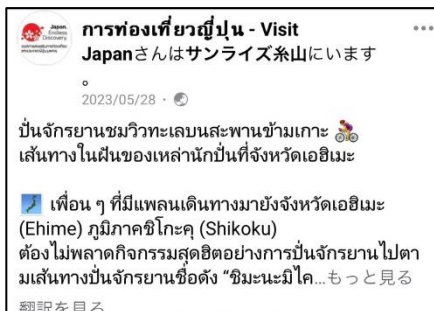 Japan.
Endless
Discovery.
การท่องเที่ยวญี่ปุ่น - Visit
Japanさんはサンライズ糸山にいます
。
2023/05/28
ปั่นจักรยานชมวิวทะเลบนสะพานข้ามเกาะ 🚴
เส้นทางในฝันของเหล่านักปั่นที่จังหวัดเอฮิเมะ
🗾 เพื่อน ๆ ที่มีแพลนเดินทางมายังจังหวัดเอฮิเมะ
(Ehime) ภูมิภาคชิโกะคุ (Shikoku)
ต้องไม่พลาดกิจกรรมสุดฮิตอย่างการปั่นจักรยานไปตา
มเส้นทางปั่นจักรยานชื่อดัง “ชิมะนะมิไค...もっと見る
翻訳を見る